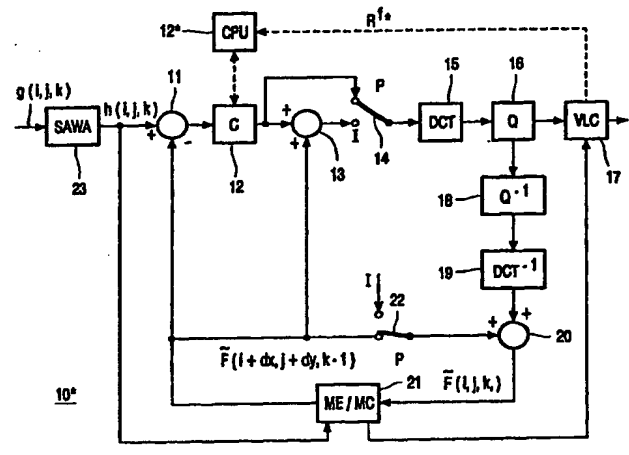 12* CPU R^f*
g(i,j,k) h(i,j,k) 11 P 15 16
SAWA + - C + + I DCT Q VLC
23 12 13 14 17
18 Q⁻¹
19 DCT⁻¹
I 22 + + 20
F̃(i+dx,j+dy,k-1) P F̃(i,j,k,)
10* ME/MC 21